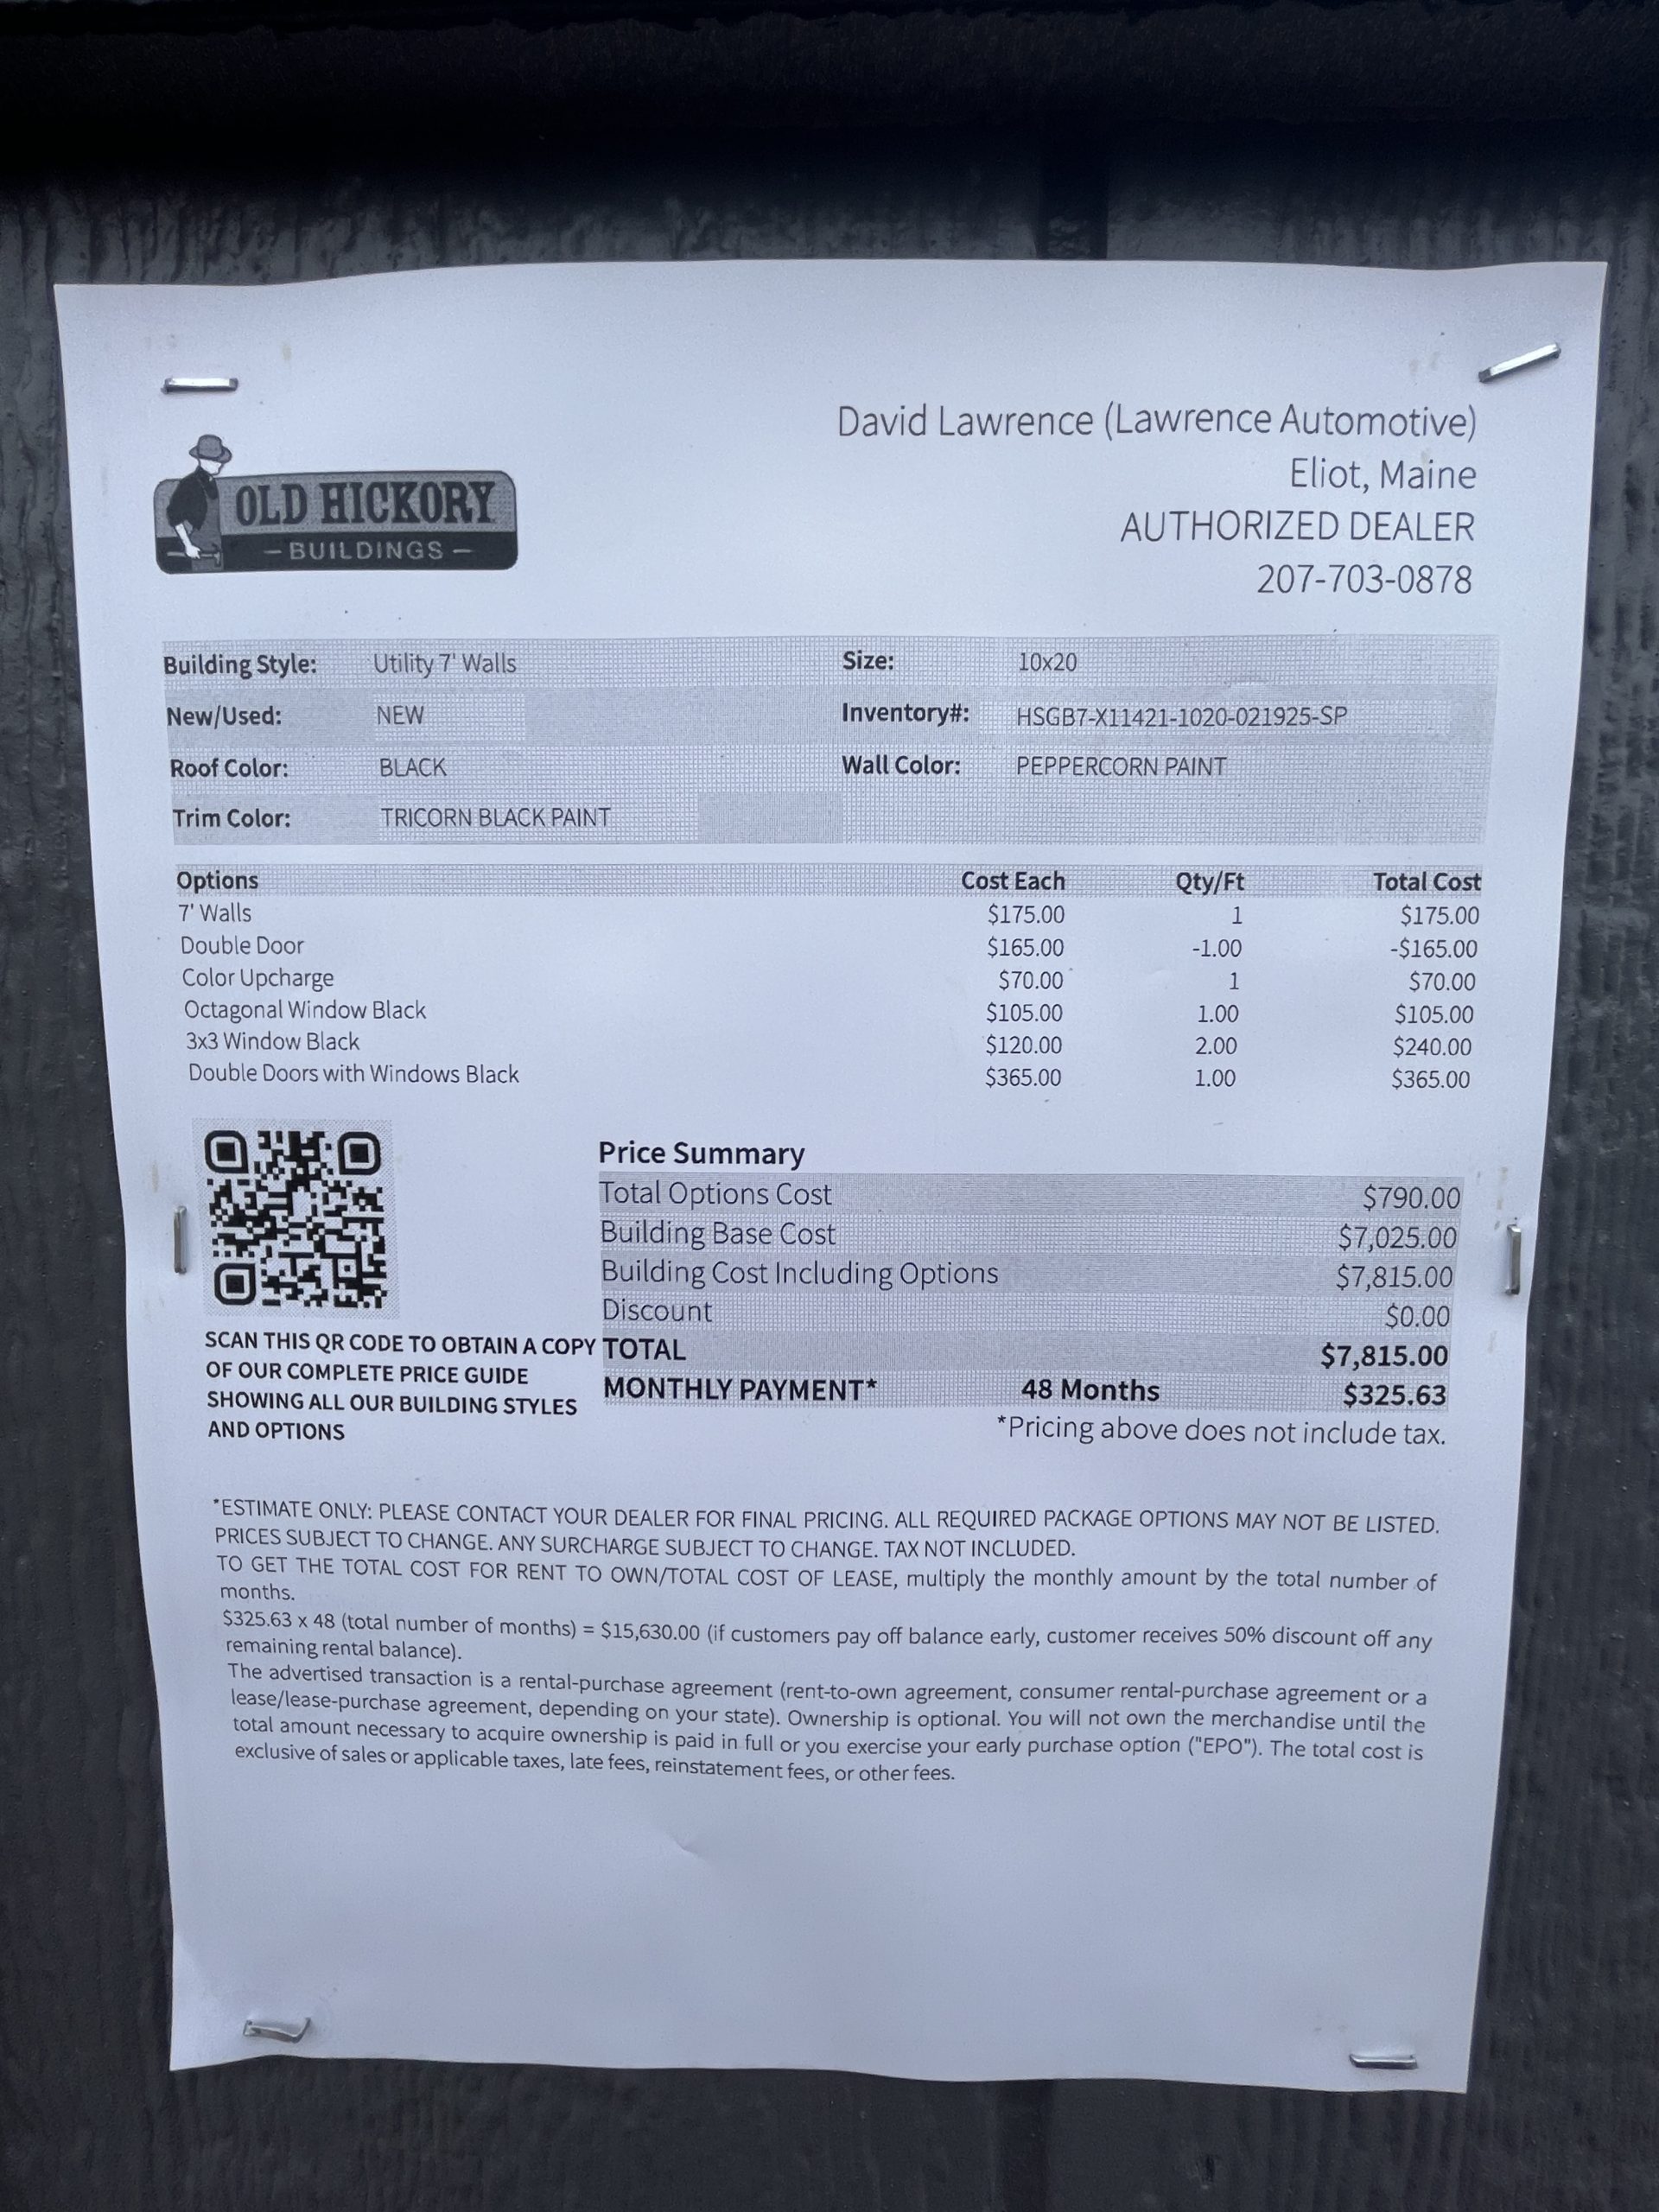 OLD HICKORY
BUILDINGS
David Lawrence (Lawrence Automotive)
Eliot, Maine
AUTHORIZED DEALER
207-703-0878
Building Style: Utility 7' Walls Size: 10x20
New/Used: NEW Inventory#: HSGB7-X11421-1020-021925-SP
Roof Color: BLACK Wall Color: PEPPERCORN PAINT
Trim Color: TRICORN BLACK PAINT
Options Cost Each Qty/Ft Total Cost
7' Walls $175.00 1 $175.00
Double Door $165.00 -1.00 -$165.00
Color Upcharge $70.00 1 $70.00
Octagonal Window Black $105.00 1.00 $105.00
3x3 Window Black $120.00 2.00 $240.00
Double Doors with Windows Black $365.00 1.00 $365.00
SCAN THIS QR CODE TO OBTAIN A COPY
OF OUR COMPLETE PRICE GUIDE
SHOWING ALL OUR BUILDING STYLES
AND OPTIONS
Price Summary
Total Options Cost $790.00
Building Base Cost $7,025.00
Building Cost Including Options $7,815.00
Discount $0.00
TOTAL $7,815.00
MONTHLY PAYMENT* 48 Months $325.63
*Pricing above does not include tax.
*ESTIMATE ONLY: PLEASE CONTACT YOUR DEALER FOR FINAL PRICING. ALL REQUIRED PACKAGE OPTIONS MAY NOT BE LISTED.
PRICES SUBJECT TO CHANGE. ANY SURCHARGE SUBJECT TO CHANGE. TAX NOT INCLUDED.
TO GET THE TOTAL COST FOR RENT TO OWN/TOTAL COST OF LEASE, multiply the monthly amount by the total number of
months.
$325.63 x 48 (total number of months) = $15,630.00 (if customers pay off balance early, customer receives 50% discount off any
remaining rental balance).
The advertised transaction is a rental-purchase agreement (rent-to-own agreement, consumer rental-purchase agreement or a
lease/lease-purchase agreement, depending on your state). Ownership is optional. You will not own the merchandise until the
total amount necessary to acquire ownership is paid in full or you exercise your early purchase option ("EPO"). The total cost is
exclusive of sales or applicable taxes, late fees, reinstatement fees, or other fees.